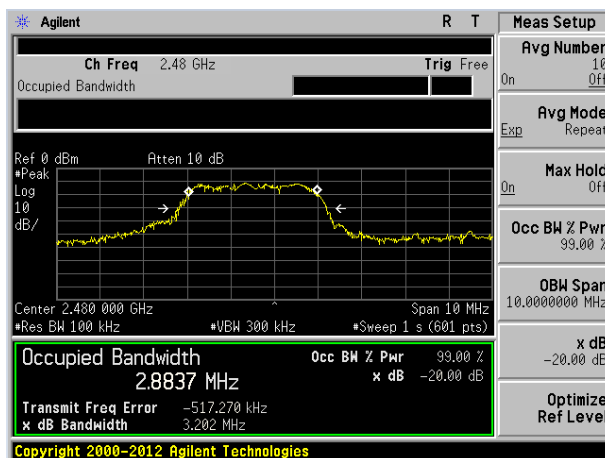 Agilent R T Meas Setup
Ch Freq 2.48 GHz Trig Free
Occupied Bandwidth
Avg Number
10
On Off
Avg Mode
Exp Repeat
Max Hold
On Off
Occ BW % Pwr
99.00 %
OBW Span
10.0000000 MHz
x dB
-20.00 dB
Optimize
Ref Level
Ref 0 dBm Atten 10 dB
#Peak
Log
10
dB/
Center 2.480 000 GHz Span 10 MHz
#Res BW 100 kHz #VBW 300 kHz #Sweep 1 s (601 pts)
Occupied Bandwidth Occ BW % Pwr 99.00 %
2.8837 MHz x dB -20.00 dB
Transmit Freq Error -517.270 kHz
x dB Bandwidth 3.202 MHz
Copyright 2000-2012 Agilent Technologies